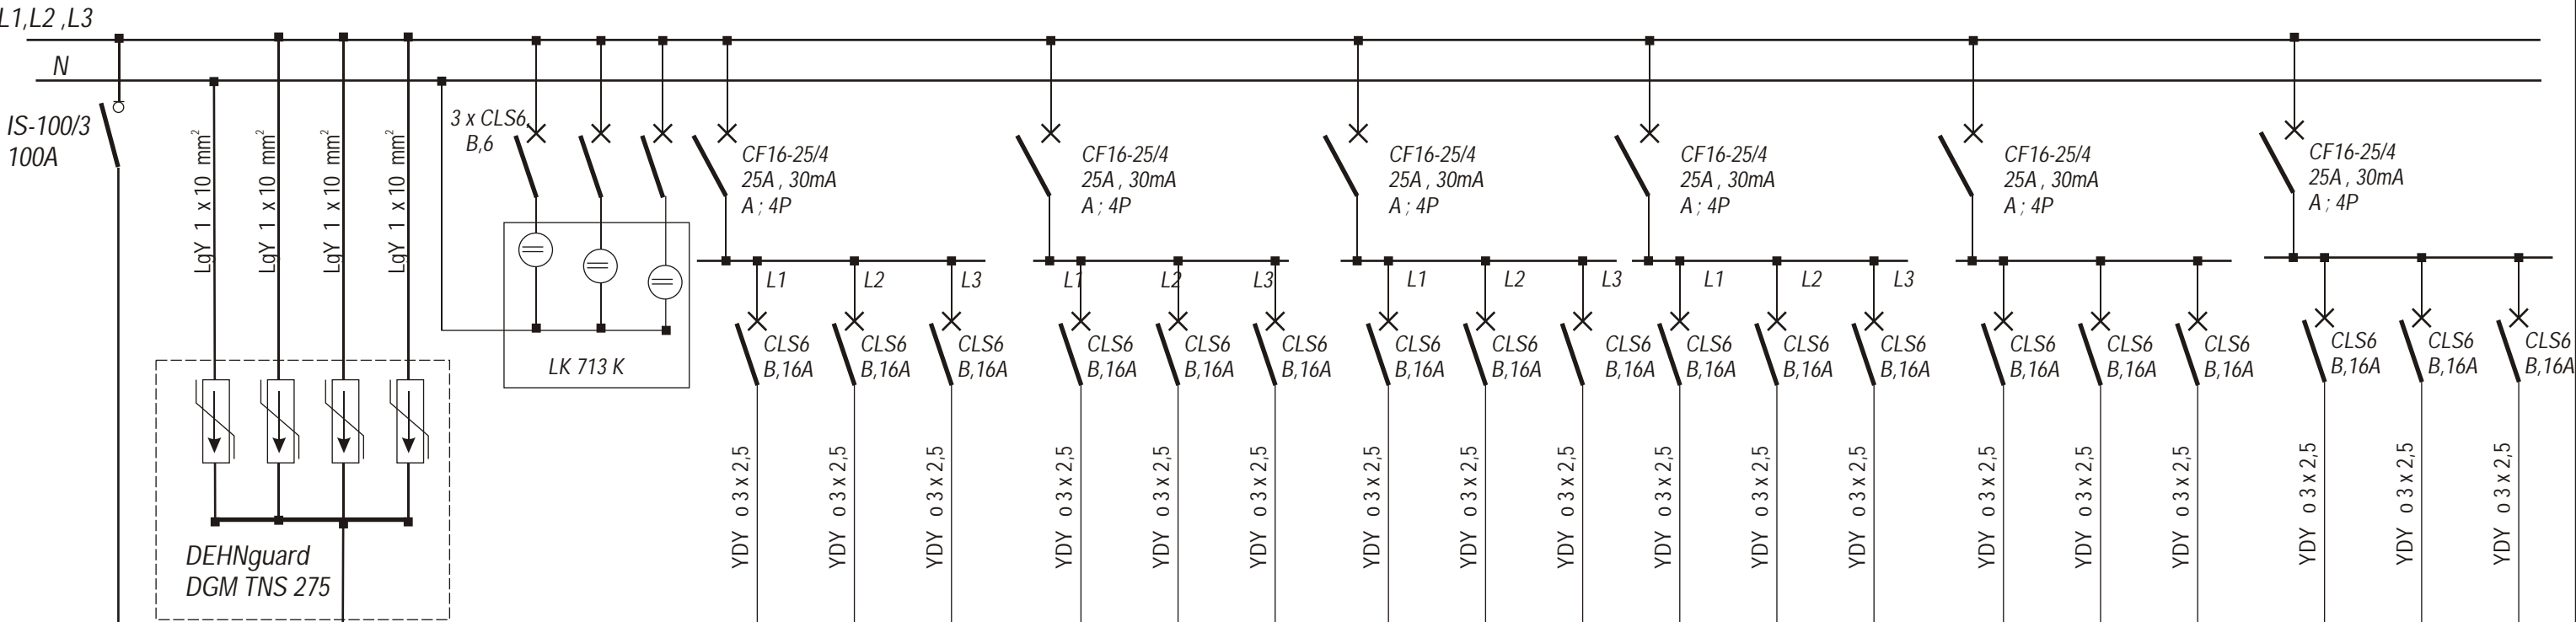 L1,L2 ,L3
N
IS-100/3
100A
LgY 1 x 10 mm²
LgY 1 x 10 mm²
LgY 1 x 10 mm²
LgY 1 x 10 mm²
DEHNguard
DGM TNS 275
3 x CLS6,
B,6
LK 713 K
CF16-25/4
25A , 30mA
A ; 4P
L1
L2
L3
CLS6
B,16A
CLS6
B,16A
CLS6
B,16A
YDY o 3 x 2,5
YDY o 3 x 2,5
YDY o 3 x 2,5
CF16-25/4
25A , 30mA
A ; 4P
L1
L2
L3
CLS6
B,16A
CLS6
B,16A
CLS6
B,16A
YDY o 3 x 2,5
YDY o 3 x 2,5
YDY o 3 x 2,5
CF16-25/4
25A , 30mA
A ; 4P
L1
L2
L3
CLS6
B,16A
CLS6
B,16A
CLS6
B,16A
YDY o 3 x 2,5
YDY o 3 x 2,5
YDY o 3 x 2,5
CF16-25/4
25A , 30mA
A ; 4P
L1
L2
L3
CLS6
B,16A
CLS6
B,16A
CLS6
B,16A
YDY o 3 x 2,5
YDY o 3 x 2,5
YDY o 3 x 2,5
CF16-25/4
25A , 30mA
A ; 4P
CLS6
B,16A
CLS6
B,16A
CLS6
B,16A
YDY o 3 x 2,5
YDY o 3 x 2,5
YDY o 3 x 2,5
CF16-25/4
25A , 30mA
A ; 4P
CLS6
B,16A
CLS6
B,16A
CLS6
B,16A
YDY o 3 x 2,5
YDY o 3 x 2,5
YDY o 3 x 2,5